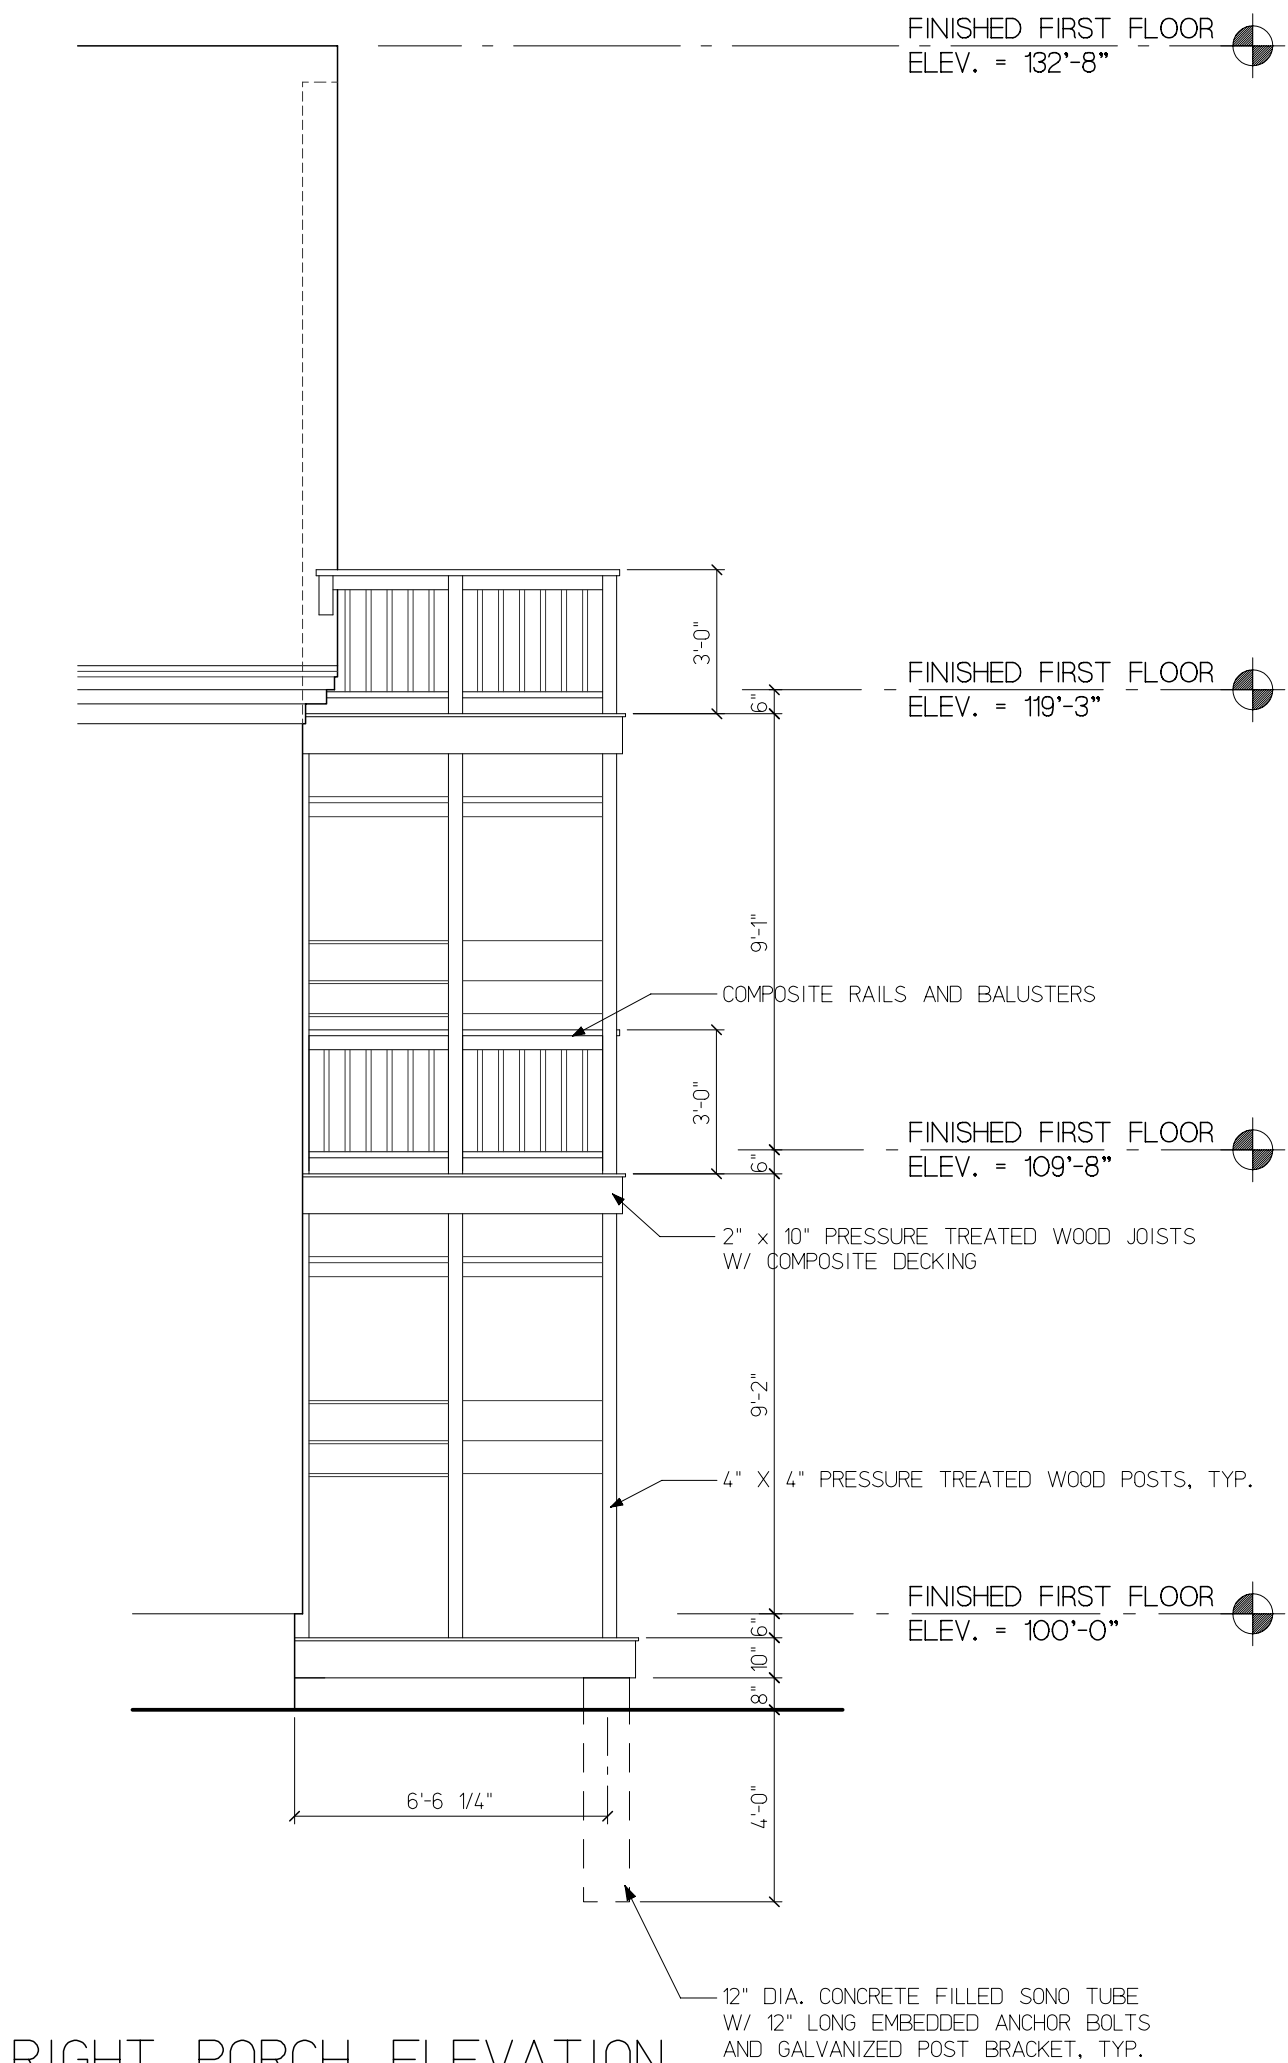 FINISHED FIRST FLOOR
ELEV. = 132'-8"
3'-0"
FINISHED FIRST FLOOR
ELEV. = 119'-3"
6"
9'-1"
COMPOSITE RAILS AND BALUSTERS
3'-0"
FINISHED FIRST FLOOR
ELEV. = 109'-8"
6"
2" x 10" PRESSURE TREATED WOOD JOISTS
W/ COMPOSITE DECKING
9'-2"
4" X 4" PRESSURE TREATED WOOD POSTS, TYP.
FINISHED FIRST FLOOR
ELEV. = 100'-0"
6"
10"
8"
6'-6 1/4"
4'-0"
12" DIA. CONCRETE FILLED SONO TUBE
W/ 12" LONG EMBEDDED ANCHOR BOLTS
AND GALVANIZED POST BRACKET, TYP.
RIGHT PORCH ELEVATION